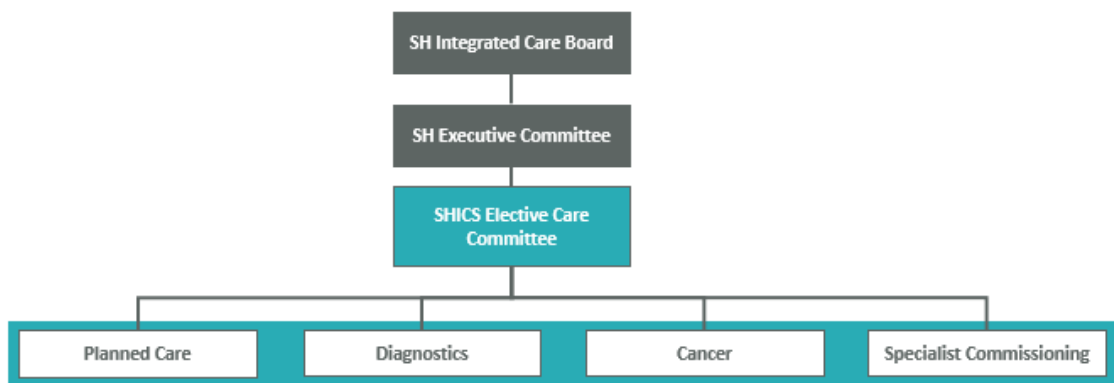 SH Integrated Care Board
SH Executive Committee
SHICS Elective Care
Committee
Planned Care
Diagnostics
Cancer
Specialist Commissioning